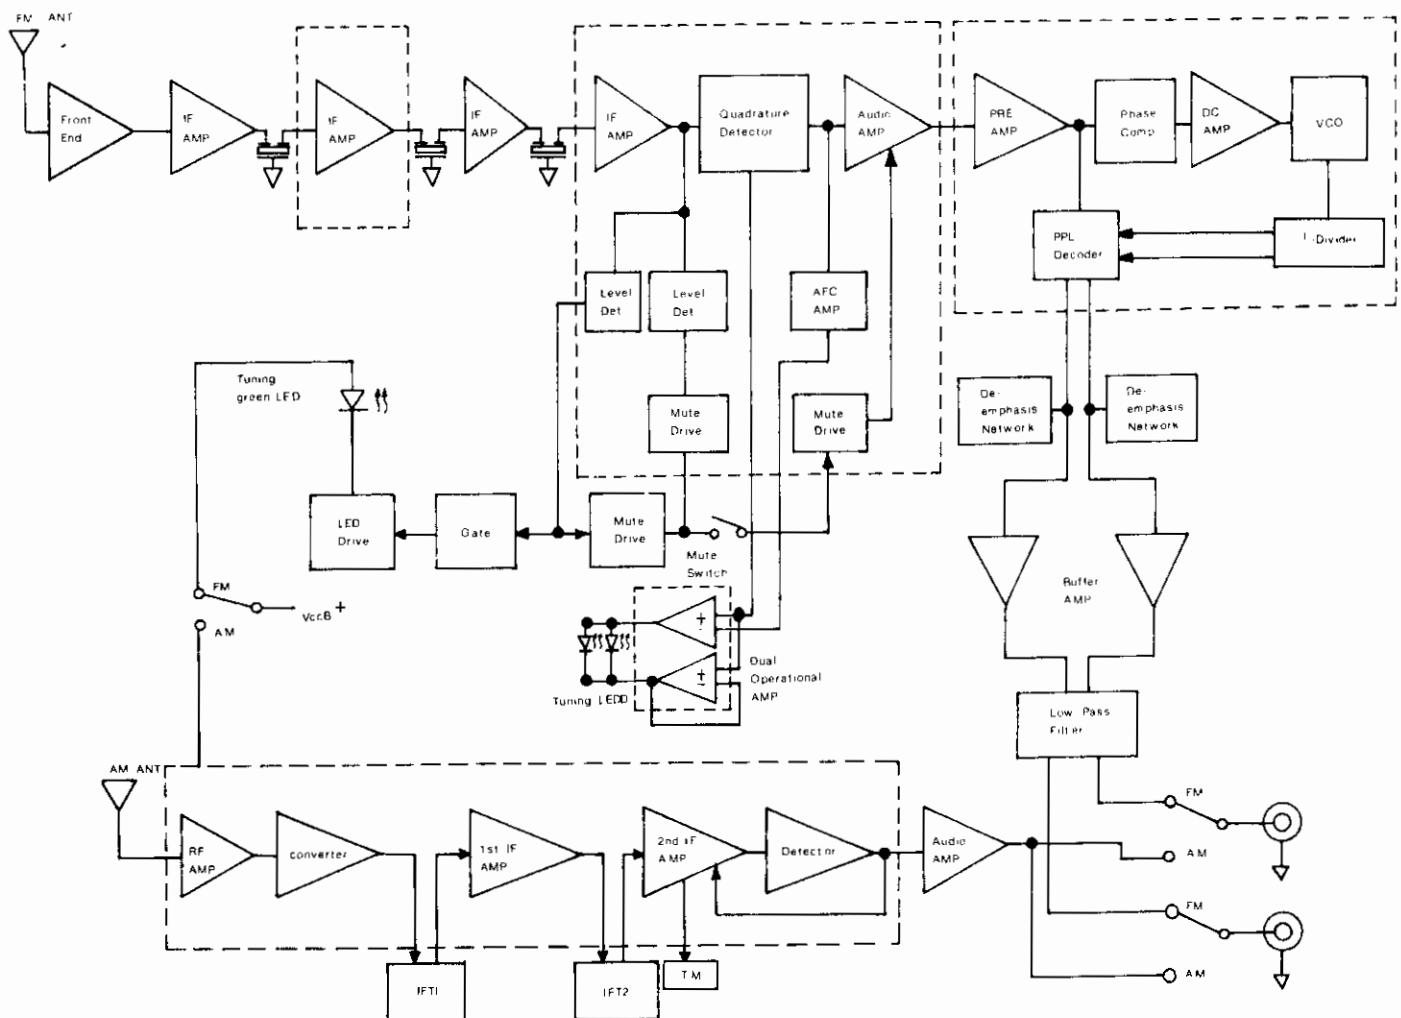 FM ANT
Front
End
IF
AMP
IF
AMP
IF
AMP
IF
AMP
Quadrature
Detector
Audio
AMP
PRE
AMP
Phase
Comp
DC
AMP
VCO
PPL
Decoder
Divider
Level
Det
Level
Det
AFC
AMP
Tuning
green LED
Mute
Drive
Mute
Drive
De-
emphasis
Network
De-
emphasis
Network
LED
Drive
Gate
Mute
Drive
Mute
Switch
Buffer
AMP
FM
Vcc B +
AM
+
±
Dual
Operational
AMP
Tuning LEDD
Low Pass
Filter
AM ANT
RF
AMP
converter
1st IF
AMP
2nd IF
AMP
Detector
Audio
AMP
FM
AM
FM
AM
IFT1
IFT2
T M